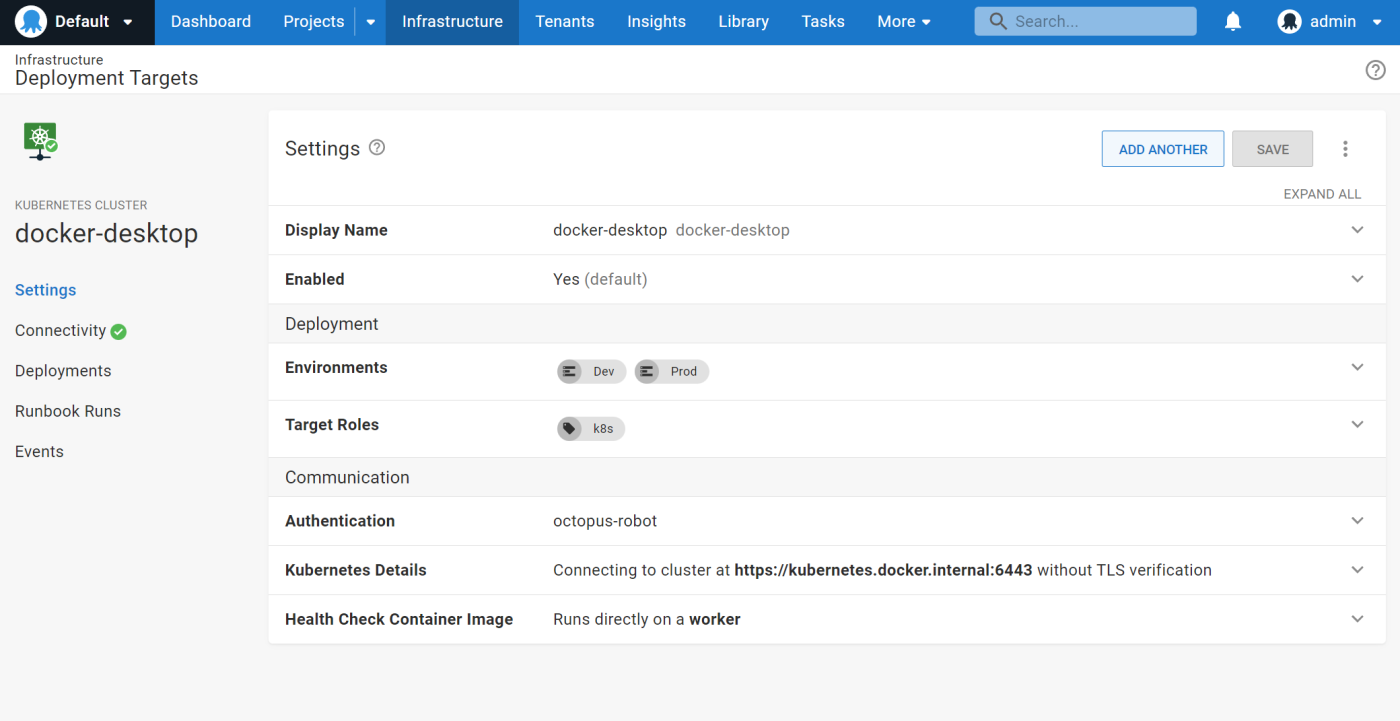 Default Dashboard Projects Infrastructure Tenants Insights Library Tasks More Search... admin
Infrastructure
Deployment Targets
KUBERNETES CLUSTER
docker-desktop
Settings
Connectivity
Deployments
Runbook Runs
Events
Settings ? ADD ANOTHER SAVE
EXPAND ALL
Display Name docker-desktop docker-desktop
Enabled Yes (default)
Deployment
Environments Dev Prod
Target Roles k8s
Communication
Authentication octopus-robot
Kubernetes Details Connecting to cluster at https://kubernetes.docker.internal:6443 without TLS verification
Health Check Container Image Runs directly on a worker